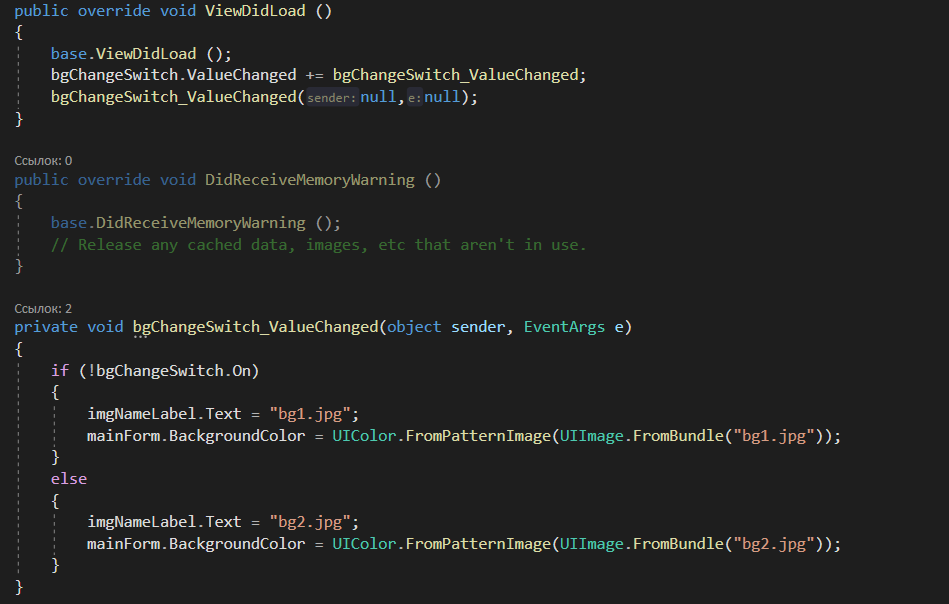 public override void ViewDidLoad ()
{
base.ViewDidLoad ();
bgChangeSwitch.ValueChanged += bgChangeSwitch_ValueChanged;
bgChangeSwitch_ValueChanged(sender:null,e:null);
}
Ссылок: 0
public override void DidReceiveMemoryWarning ()
{
base.DidReceiveMemoryWarning ();
// Release any cached data, images, etc that aren't in use.
}
Ссылок: 2
private void bgChangeSwitch_ValueChanged(object sender, EventArgs e)
{
if (!bgChangeSwitch.On)
{
imgNameLabel.Text = "bg1.jpg";
mainForm.BackgroundColor = UIColor.FromPatternImage(UIImage.FromBundle("bg1.jpg"));
}
else
{
imgNameLabel.Text = "bg2.jpg";
mainForm.BackgroundColor = UIColor.FromPatternImage(UIImage.FromBundle("bg2.jpg"));
}
}